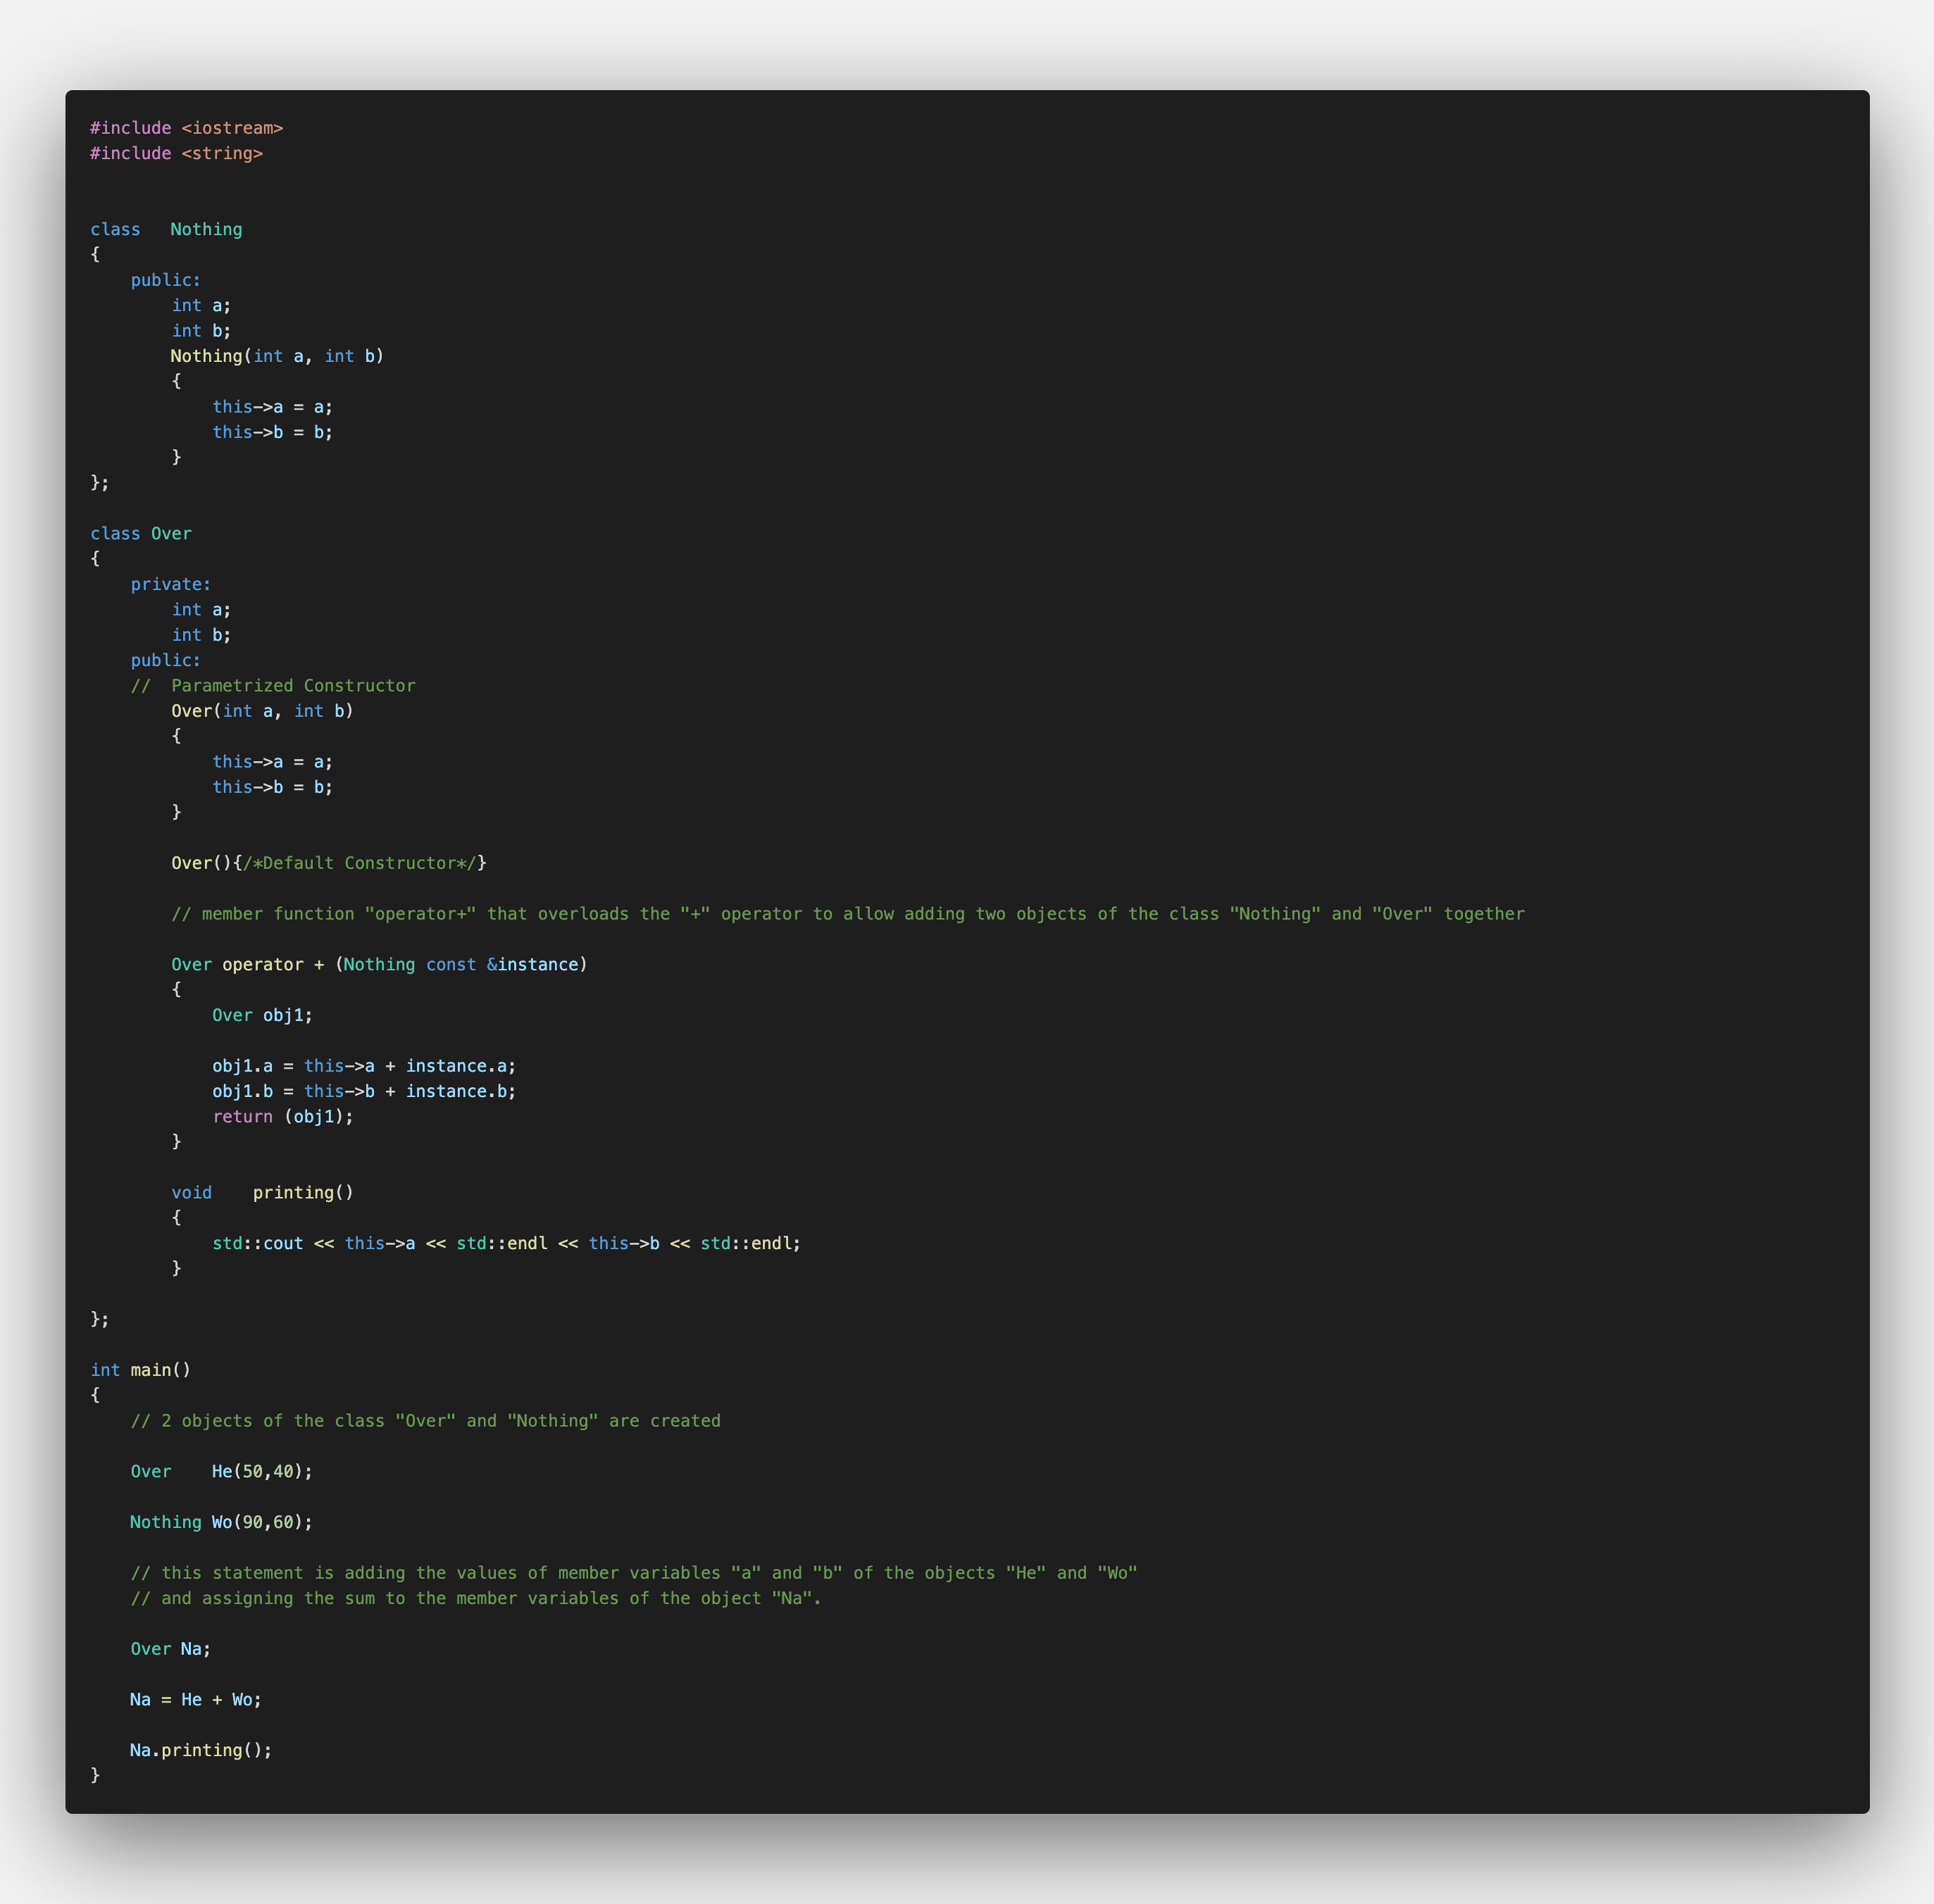 #include <iostream>
#include <string>
class   Nothing
{
    public:
        int a;
        int b;
        Nothing(int a, int b)
        {
            this->a = a;
            this->b = b;
        }
};
class Over
{
    private:
        int a;
        int b;
    public:
    //  Parametrized Constructor
        Over(int a, int b)
        {
            this->a = a;
            this->b = b;
        }
        Over(){/*Default Constructor*/}
        // member function "operator+" that overloads the "+" operator to allow adding two objects of the class "Nothing" and "Over" together
        Over operator + (Nothing const &instance)
        {
            Over obj1;
            obj1.a = this->a + instance.a;
            obj1.b = this->b + instance.b;
            return (obj1);
        }
        void    printing()
        {
            std::cout << this->a << std::endl << this->b << std::endl;
        }
};
int main()
{
    // 2 objects of the class "Over" and "Nothing" are created
    Over    He(50,40);
    Nothing Wo(90,60);
    // this statement is adding the values of member variables "a" and "b" of the objects "He" and "Wo"
    // and assigning the sum to the member variables of the object "Na".
    Over Na;
    Na = He + Wo;
    Na.printing();
}